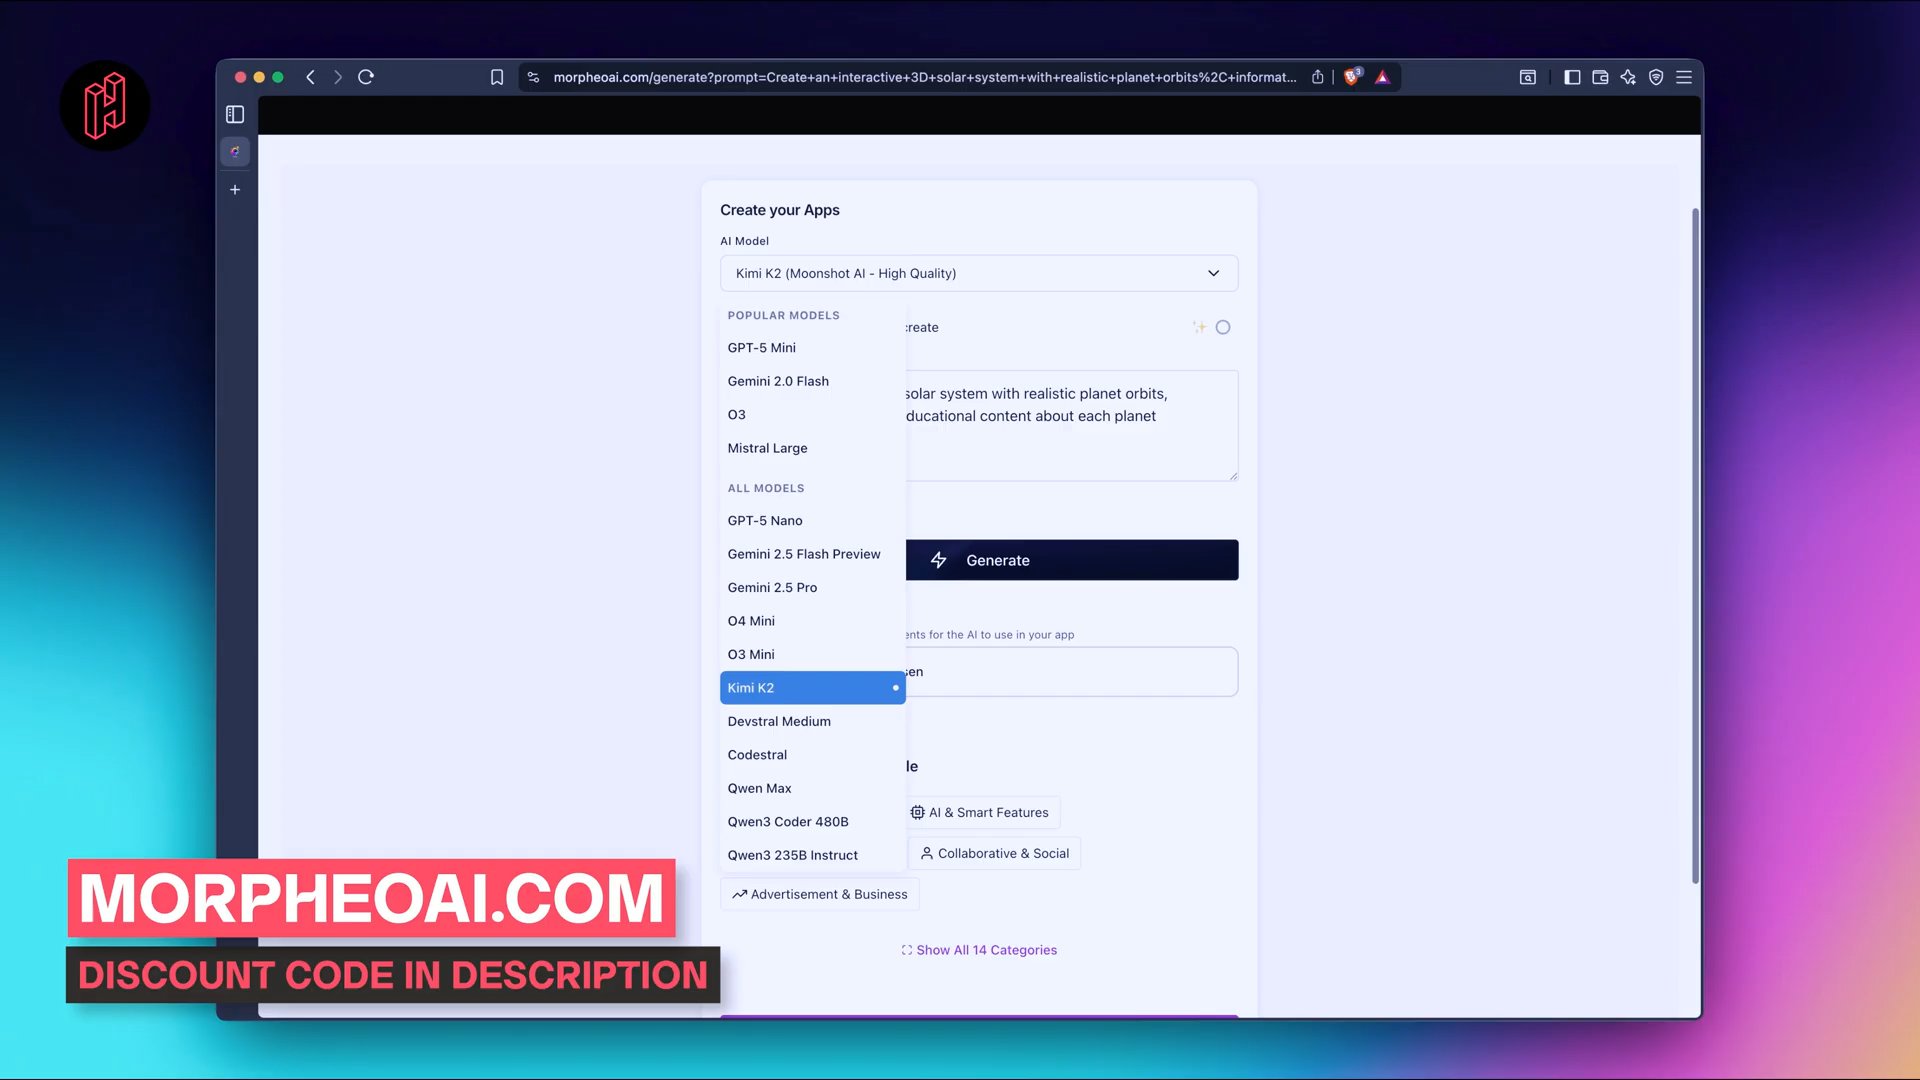 morpheoai.com/generate?prompt=Create+an+interactive+3D+solar+system+with+realistic+planet+orbits%2C+informat...
3
Create your Apps
AI Model
Kimi K2 (Moonshot AI - High Quality)
POPULAR MODELS
create
GPT-5 Mini
Gemini 2.0 Flash
solar system with realistic planet orbits,
O3
ducational content about each planet
Mistral Large
ALL MODELS
GPT-5 Nano
Gemini 2.5 Flash Preview
Generate
Gemini 2.5 Pro
O4 Mini
ents for the AI to use in your app
O3 Mini
sen
Kimi K2
Devstral Medium
Codestral
le
Qwen Max
AI & Smart Features
Qwen3 Coder 480B
Qwen3 235B Instruct
Collaborative & Social
Advertisement & Business
Show All 14 Categories
MORPHEOAI.COM
DISCOUNT CODE IN DESCRIPTION